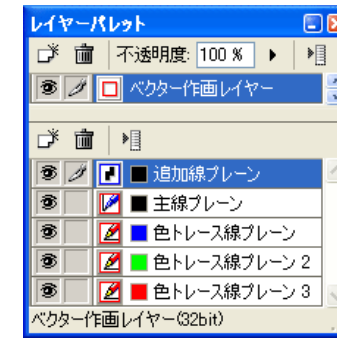 レイヤーパレット
不透明度: 100 %
ベクター作画レイヤー
追加線プレーン
主線プレーン
色トレース線プレーン
色トレース線プレーン 2
色トレース線プレーン 3
ベクター作画レイヤー(32bit)